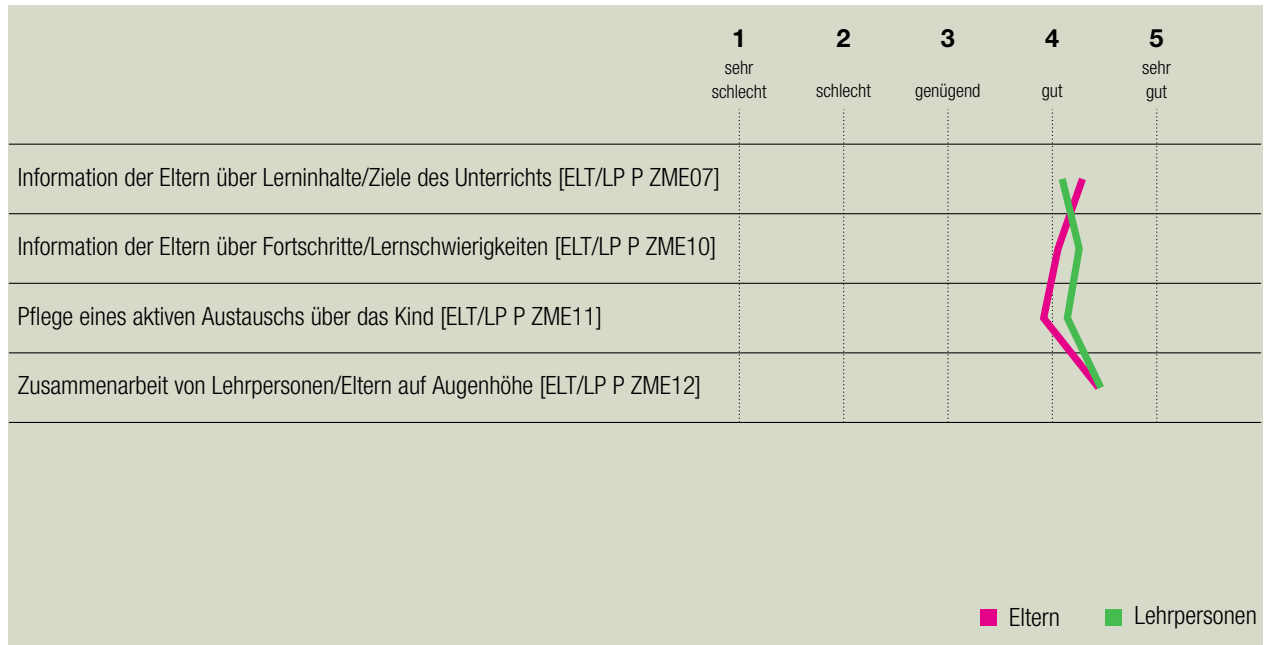 1 2 3 4 5
sehr schlecht schlecht genügend gut sehr gut
Information der Eltern über Lerninhalte/Ziele des Unterrichts [ELT/LP P ZME07]
Information der Eltern über Fortschritte/Lernschwierigkeiten [ELT/LP P ZME10]
Pflege eines aktiven Austauschs über das Kind [ELT/LP P ZME11]
Zusammenarbeit von Lehrpersonen/Eltern auf Augenhöhe [ELT/LP P ZME12]
Eltern Lehrpersonen